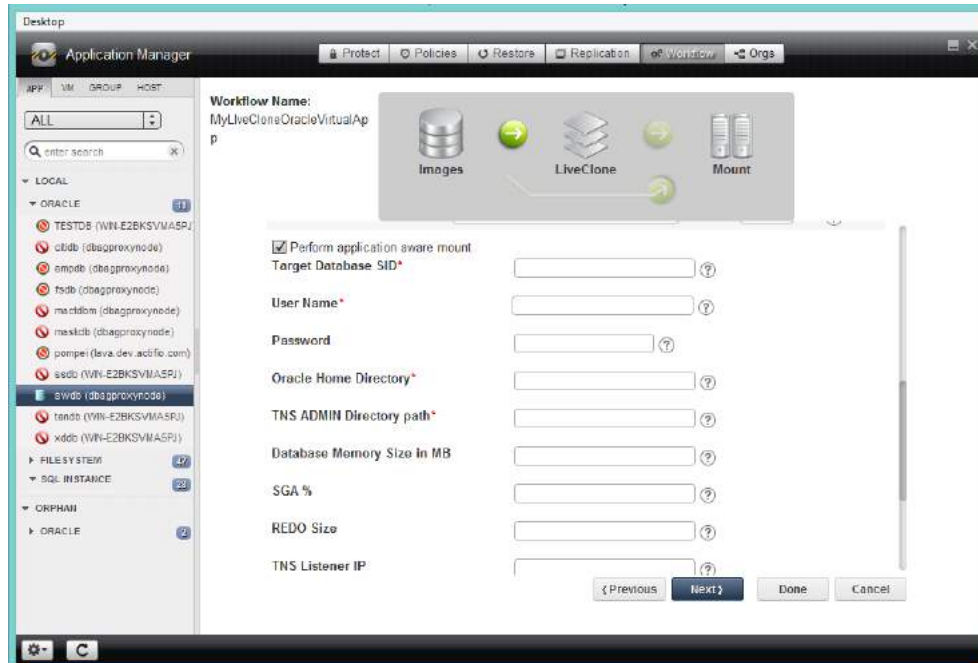 Desktop
Application Manager
Protect Policies Restore Replication Workflow Orgs
APP VM GROUP HOST
ALL
enter search
LOCAL
ORACLE 11
TESTDB (WIN-E2BKSVMA5PJ
citidb (dbagproxynode)
empdb (dbagproxynode)
fsdb (dbagproxynode)
mactdbm (dbagproxynode)
maskdb (dbagproxynode)
pompei (lava.dev.actifio.com)
ssdb (WIN-E2BKSVMA5PJ)
swdb (dbagproxynode)
tandb (WIN-E2BKSVMA5PJ)
xddb (WIN-E2BKSVMA5PJ)
FILESYSTEM
SQL INSTANCE
ORPHAN
ORACLE 2
Workflow Name:
MyLiveCloneOracleVirtualAp
p
Images LiveClone Mount
Perform application aware mount
Target Database SID*
User Name*
Password
Oracle Home Directory*
TNS ADMIN Directory path*
Database Memory Size in MB
SGA %
REDO Size
TNS Listener IP
Previous Next Done Cancel